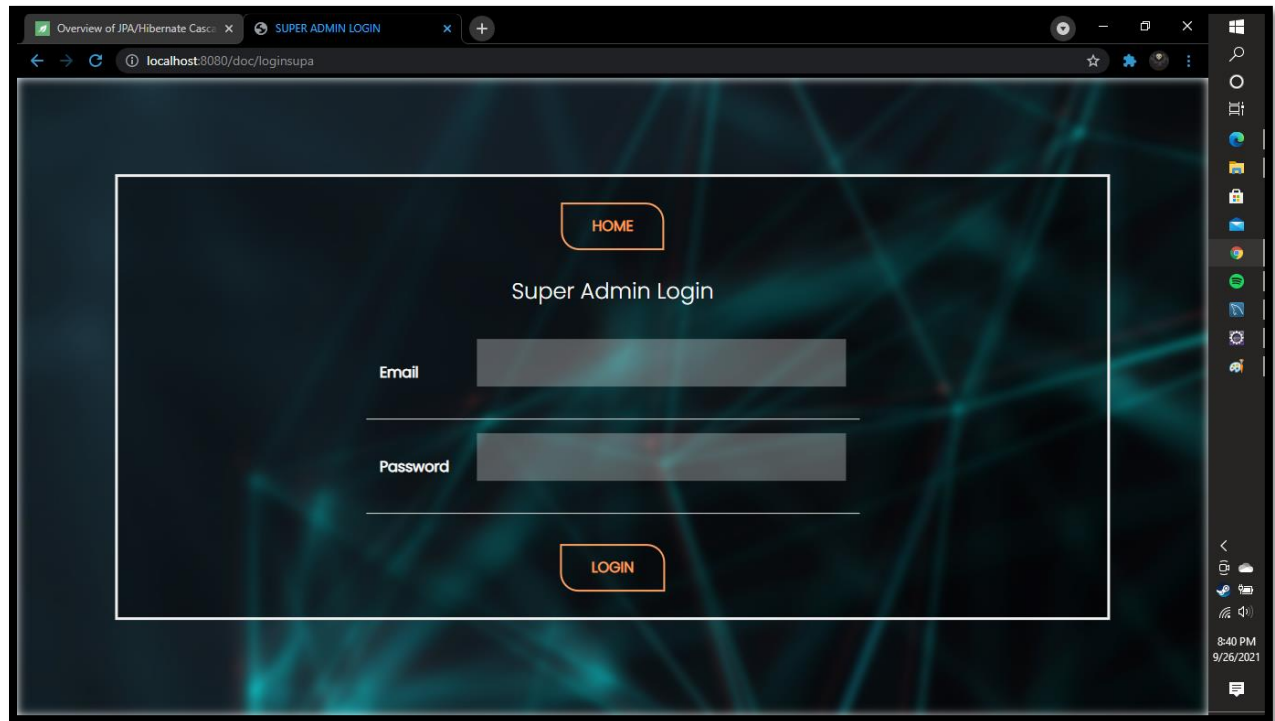 Overview of JPA/Hibernate Casca
SUPER ADMIN LOGIN
localhost:8080/doc/loginsupa
HOME
Super Admin Login
Email
Password
LOGIN
8:40 PM
9/26/2021